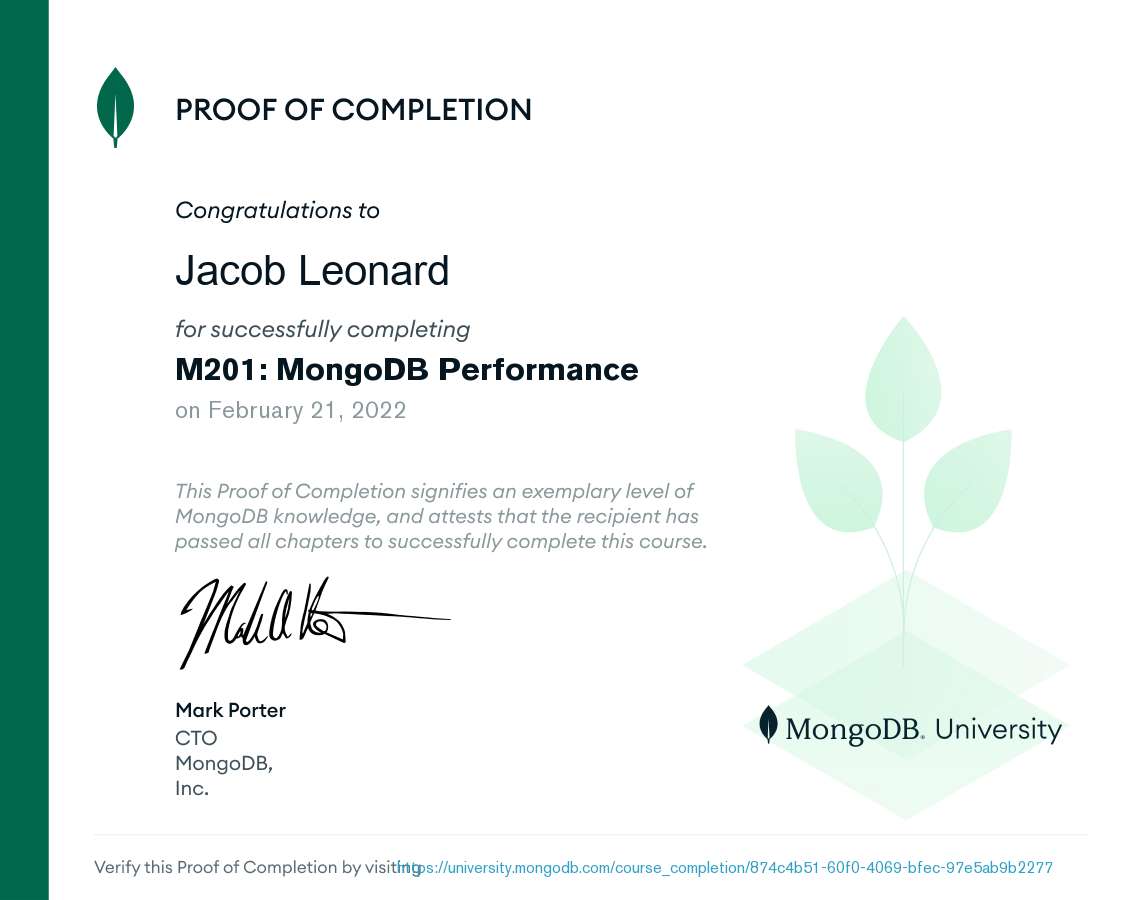 PROOF OF COMPLETION
Congratulations to
Jacob Leonard
for successfully completing
M201: MongoDB Performance
on February 21, 2022
This Proof of Completion signifies an exemplary level of
MongoDB knowledge, and attests that the recipient has
passed all chapters to successfully complete this course.
Mark Porter
CTO
MongoDB,
Inc.
MongoDB. University
Verify this Proof of Completion by visiting https://university.mongodb.com/course_completion/874c4b51-60f0-4069-bfec-97e5ab9b2277